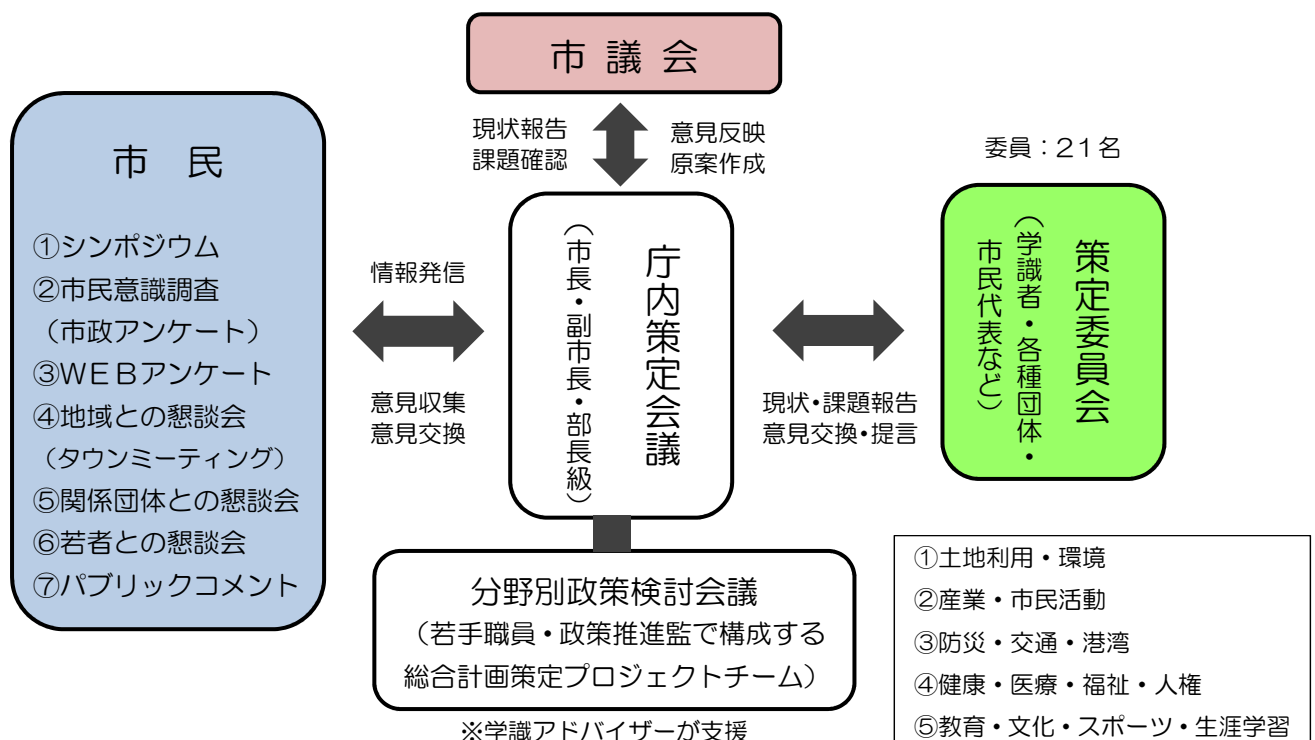 市議会
現状報告
課題確認
意見反映
原案作成
市　民
①シンポジウム
②市民意識調査
（市政アンケート）
③ＷＥＢアンケート
④地域との懇談会
（タウンミーティング）
⑤関係団体との懇談会
⑥若者との懇談会
⑦パブリックコメント
情報発信
意見収集
意見交換
庁内策定会議
（市長・副市長・部長級）
現状・課題報告
意見交換・提言
委員：２１名
策定委員会
（学識者・各種団体・
市民代表など）
分野別政策検討会議
（若手職員・政策推進監で構成する
総合計画策定プロジェクトチーム）
※学識アドバイザーが支援
①土地利用・環境
②産業・市民活動
③防災・交通・港湾
④健康・医療・福祉・人権
⑤教育・文化・スポーツ・生涯学習